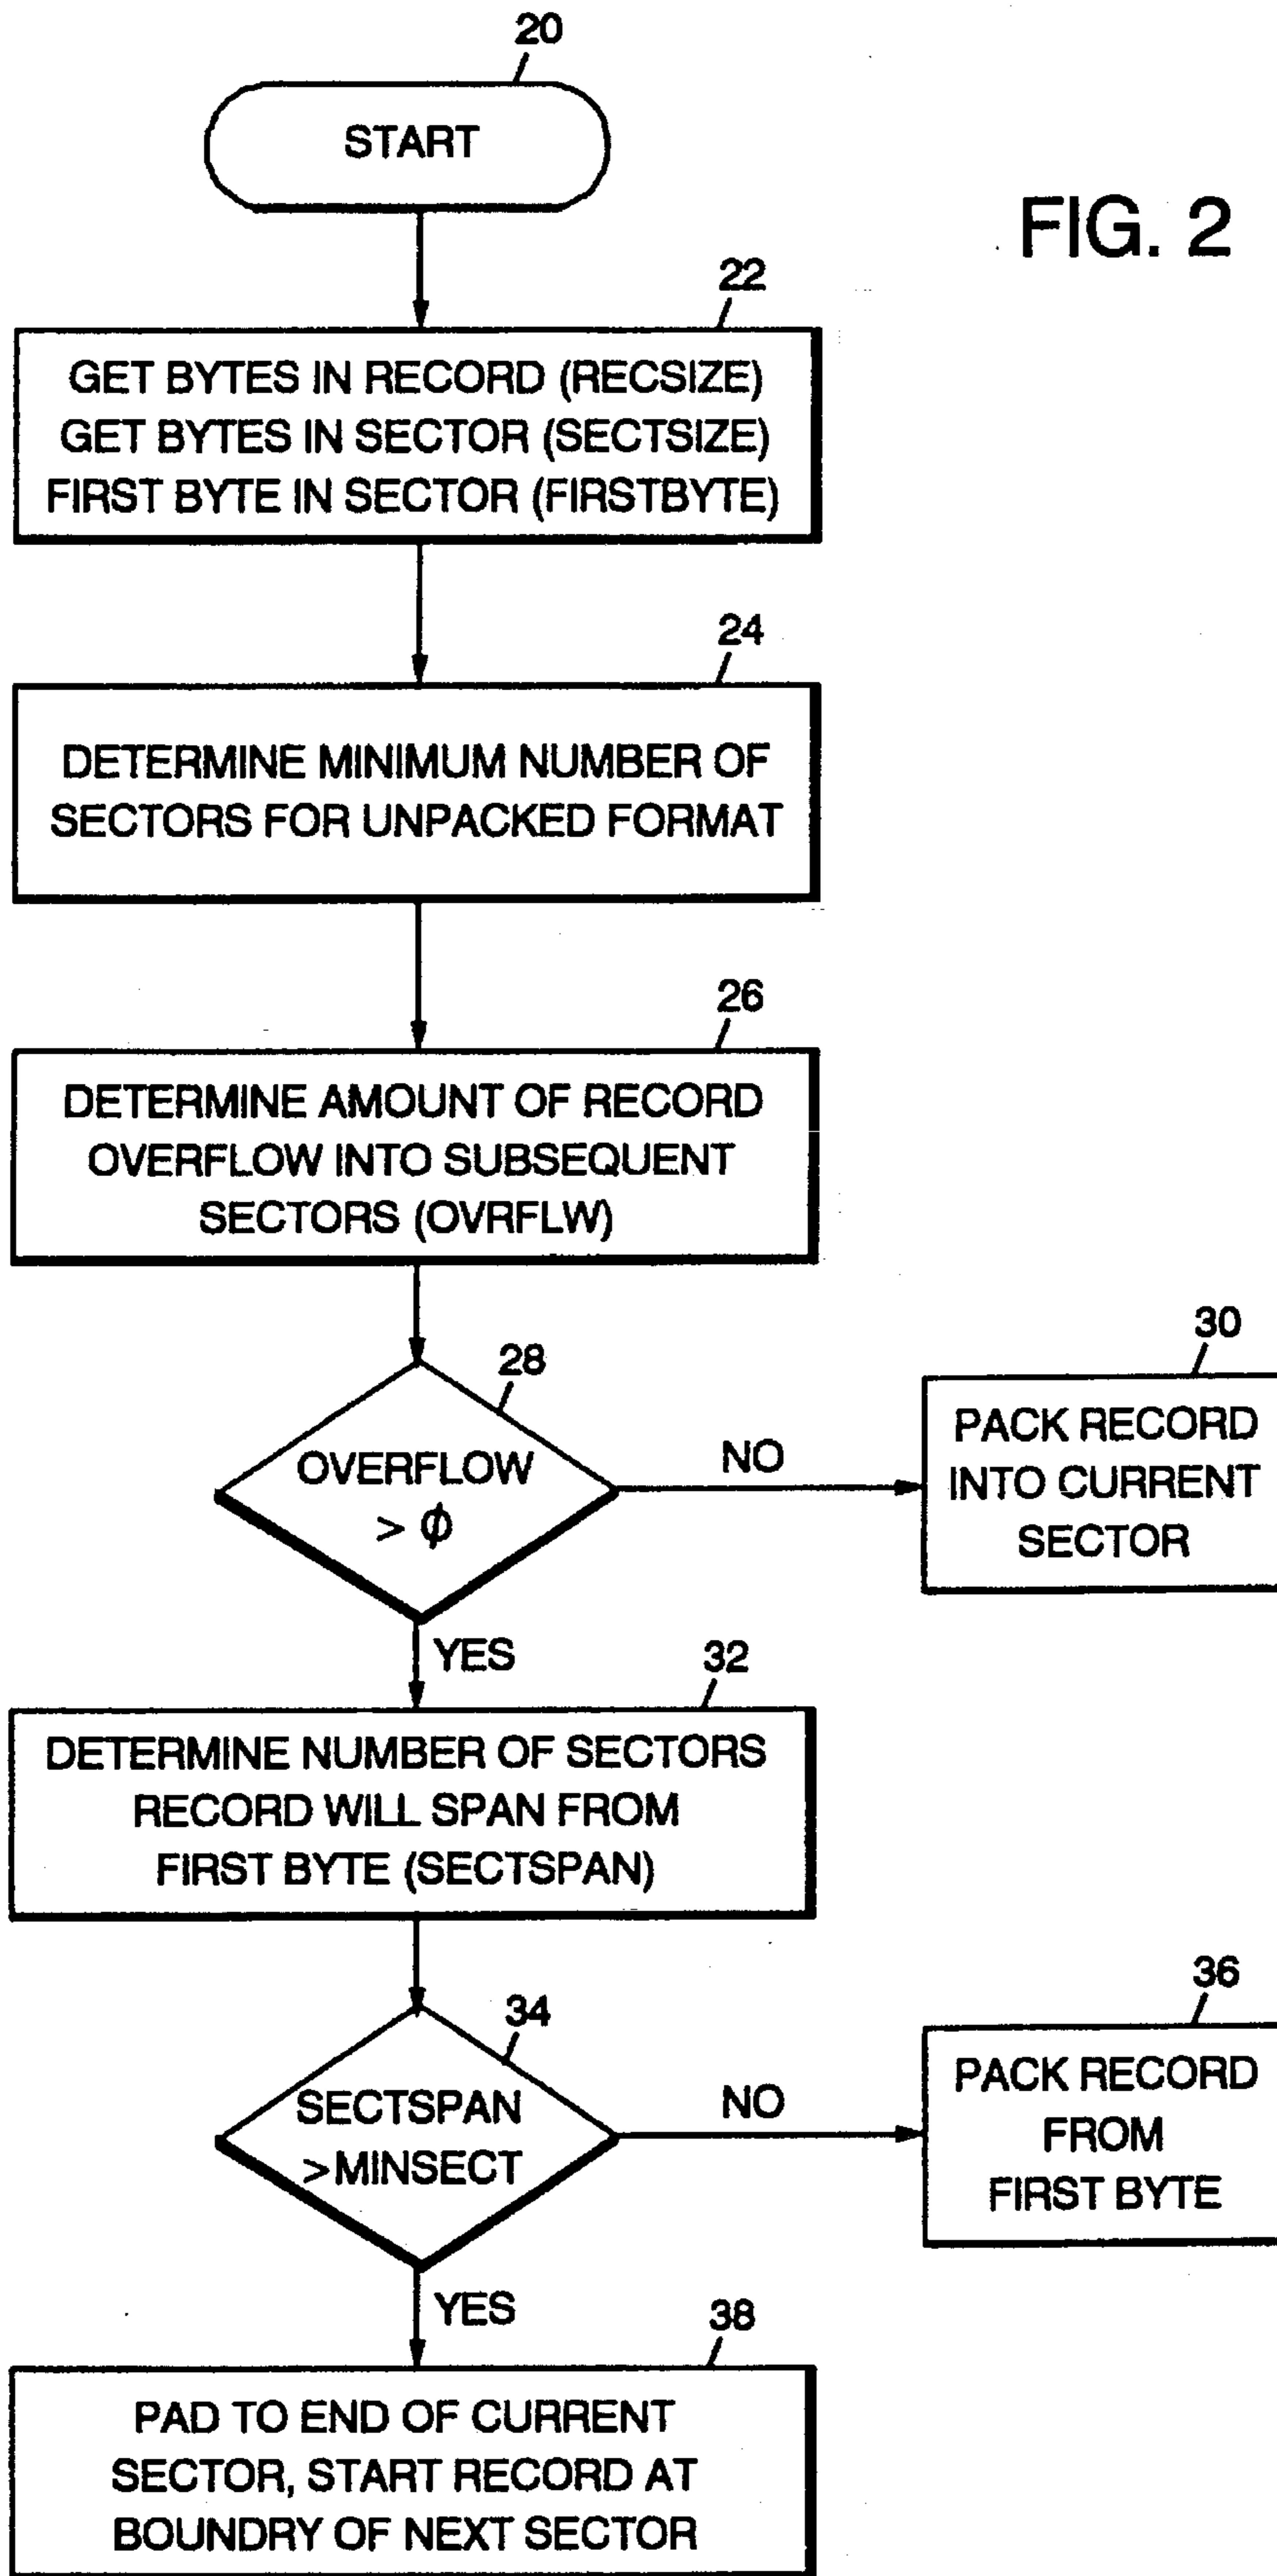 20
START
FIG. 2
22
GET BYTES IN RECORD (RECSIZE)
GET BYTES IN SECTOR (SECTSIZE)
FIRST BYTE IN SECTOR (FIRSTBYTE)
24
DETERMINE MINIMUM NUMBER OF
SECTORS FOR UNPACKED FORMAT
26
DETERMINE AMOUNT OF RECORD
OVERFLOW INTO SUBSEQUENT
SECTORS (OVRFLW)
28
OVERFLOW
> ϕ
NO
30
PACK RECORD
INTO CURRENT
SECTOR
YES
32
DETERMINE NUMBER OF SECTORS
RECORD WILL SPAN FROM
FIRST BYTE (SECTSPAN)
34
SECTSPAN
>MINSECT
NO
36
PACK RECORD
FROM
FIRST BYTE
YES
38
PAD TO END OF CURRENT
SECTOR, START RECORD AT
BOUNDRY OF NEXT SECTOR